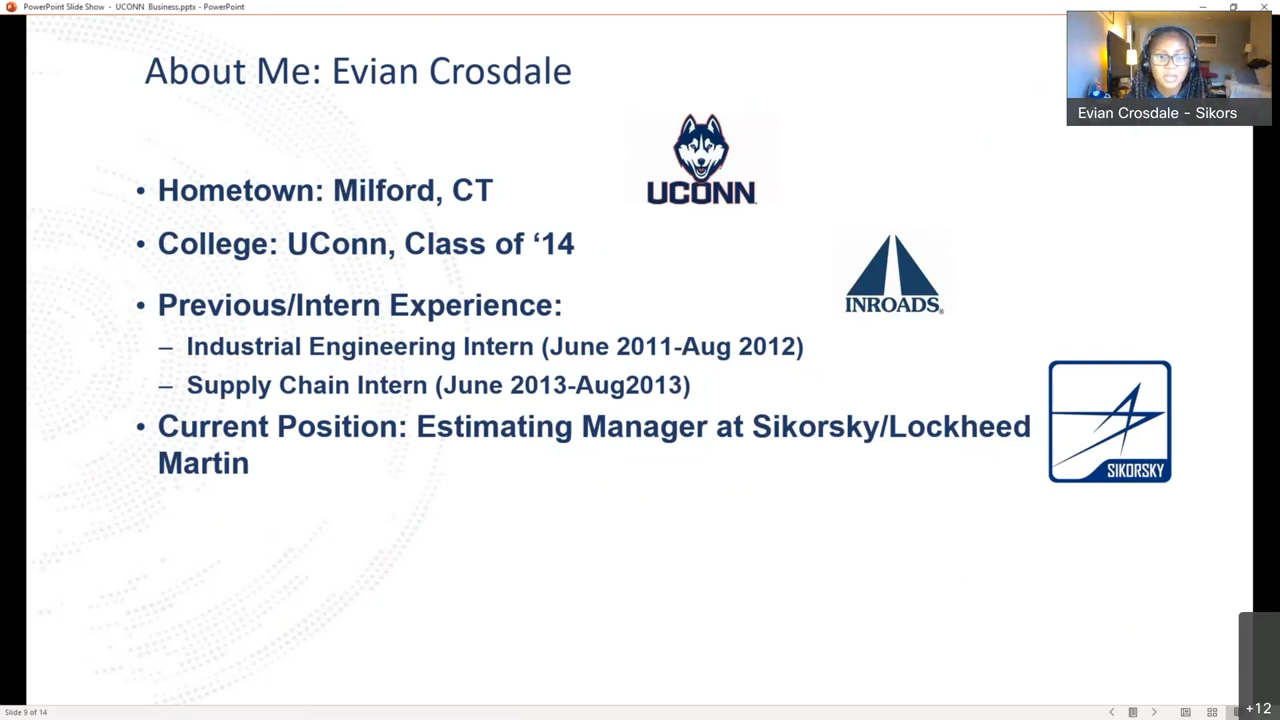 PowerPoint Slide Show - UCONN Business.pptx - PowerPoint
About Me: Evian Crosdale
Evian Crosdale - Sikors
UCONN
• Hometown: Milford, CT
• College: UConn, Class of ‘14
INROADS®
• Previous/Intern Experience:
– Industrial Engineering Intern (June 2011-Aug 2012)
– Supply Chain Intern (June 2013-Aug2013)
• Current Position: Estimating Manager at Sikorsky/Lockheed
Martin
SIKORSKY
Slide 9 of 14
+12